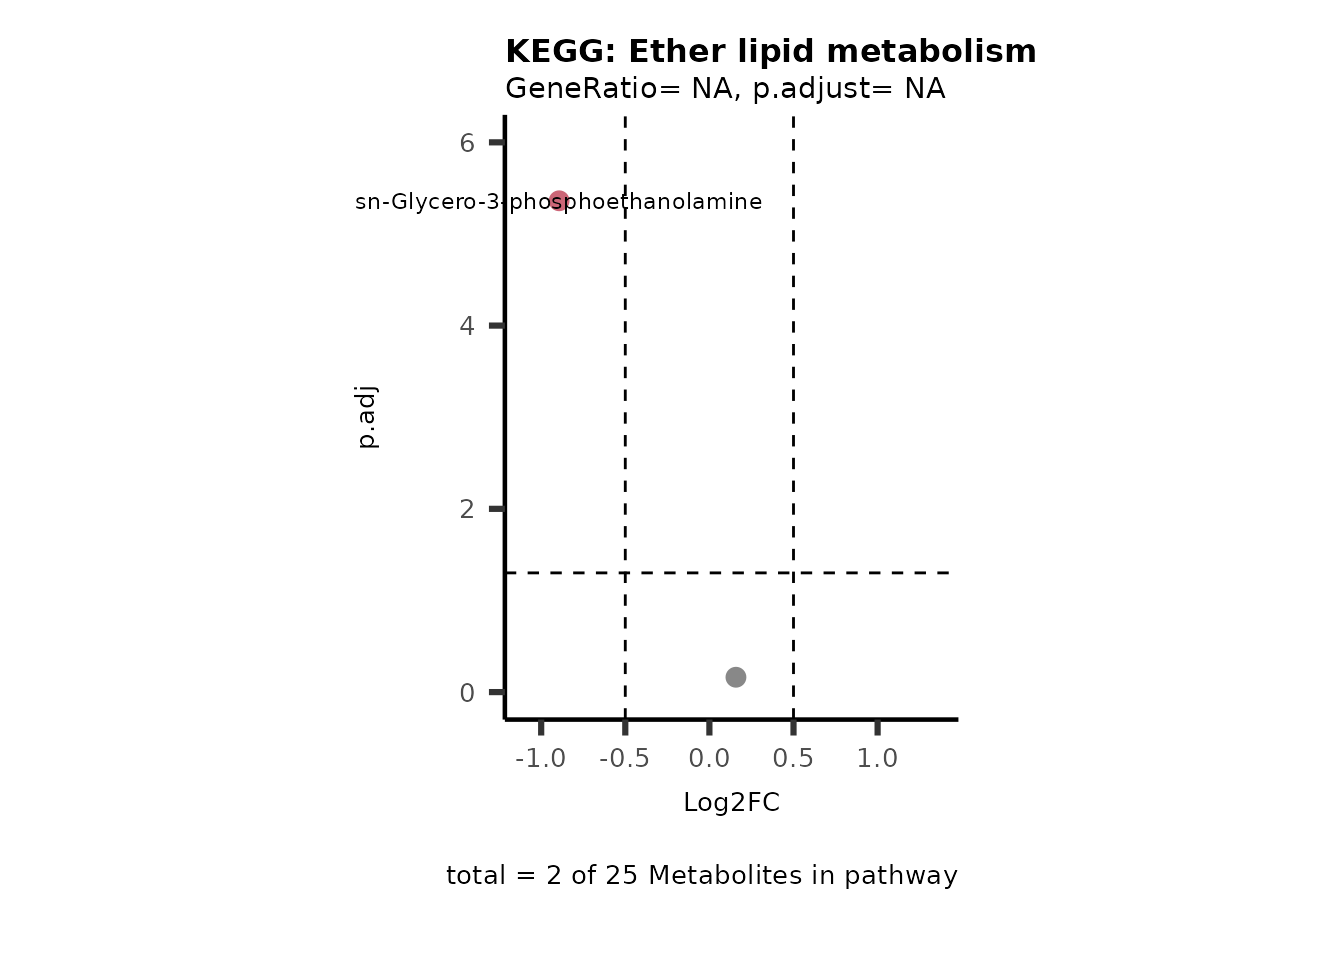 KEGG: Ether lipid metabolism
GeneRatio= NA, p.adjust= NA
6
sn-Glycero-3-phosphoethanolamine
4
p.adj
2
0
-1.0 -0.5 0.0 0.5 1.0
Log2FC
total = 2 of 25 Metabolites in pathway